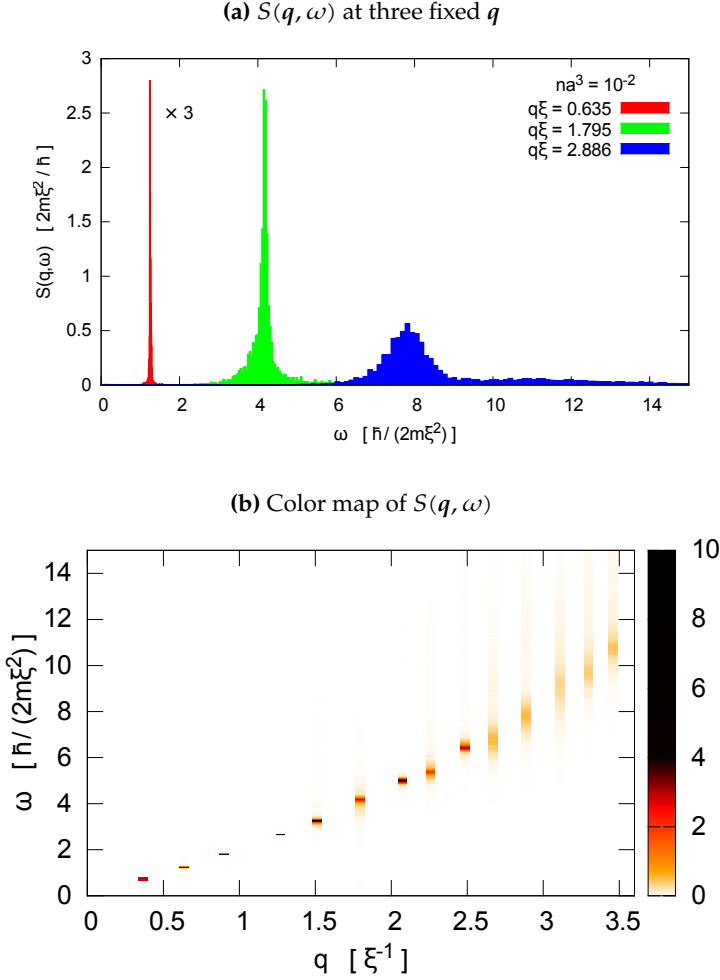 (a) S(q, ω) at three fixed q
3
2.5
2
1.5
1
0.5
0
S(q,ω) [ 2mξ² / ħ ]
× 3
na³ = 10⁻²
qξ = 0.635
qξ = 1.795
qξ = 2.886
0 2 4 6 8 10 12 14
ω [ ħ / (2mξ²) ]
(b) Color map of S(q, ω)
14
12
10
8
6
4
2
0
ω [ ħ / (2mξ²) ]
0 0.5 1 1.5 2 2.5 3 3.5
q [ ξ⁻¹ ]
10
8
6
4
2
0